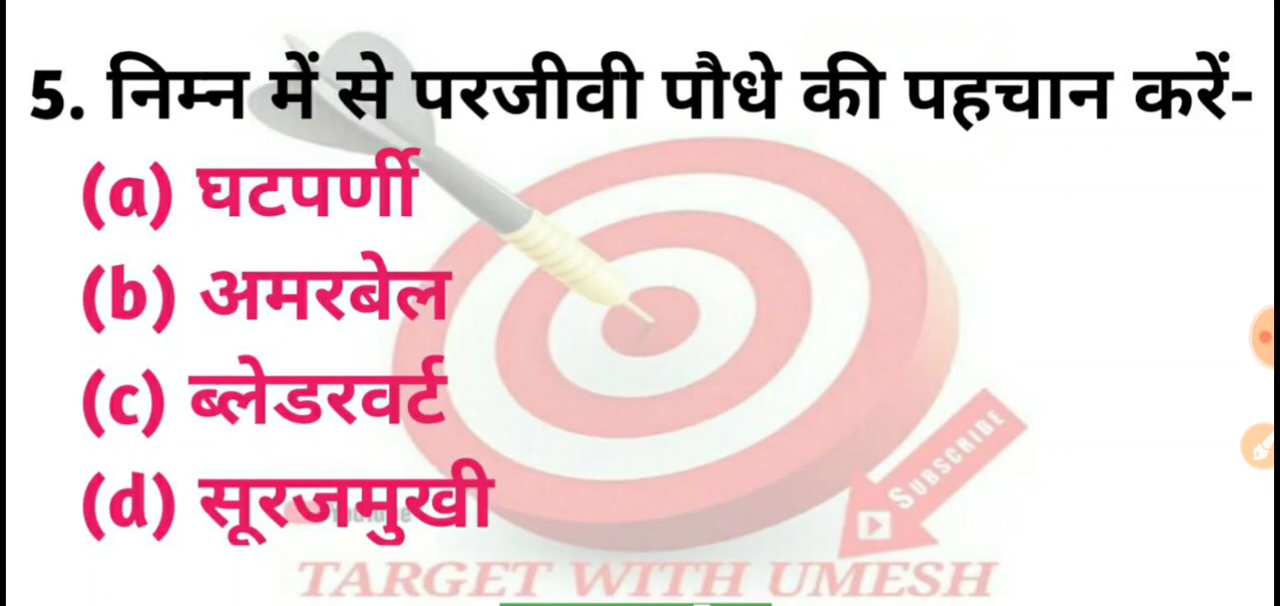 5. निम्न में से परजीवी पौधे की पहचान करें-
(a) घटपर्णी
(b) अमरबेल
(c) ब्लेडरवर्ट
(d) सूरजमुखी
SUBSCRIBE
TARGET WITH UMESH